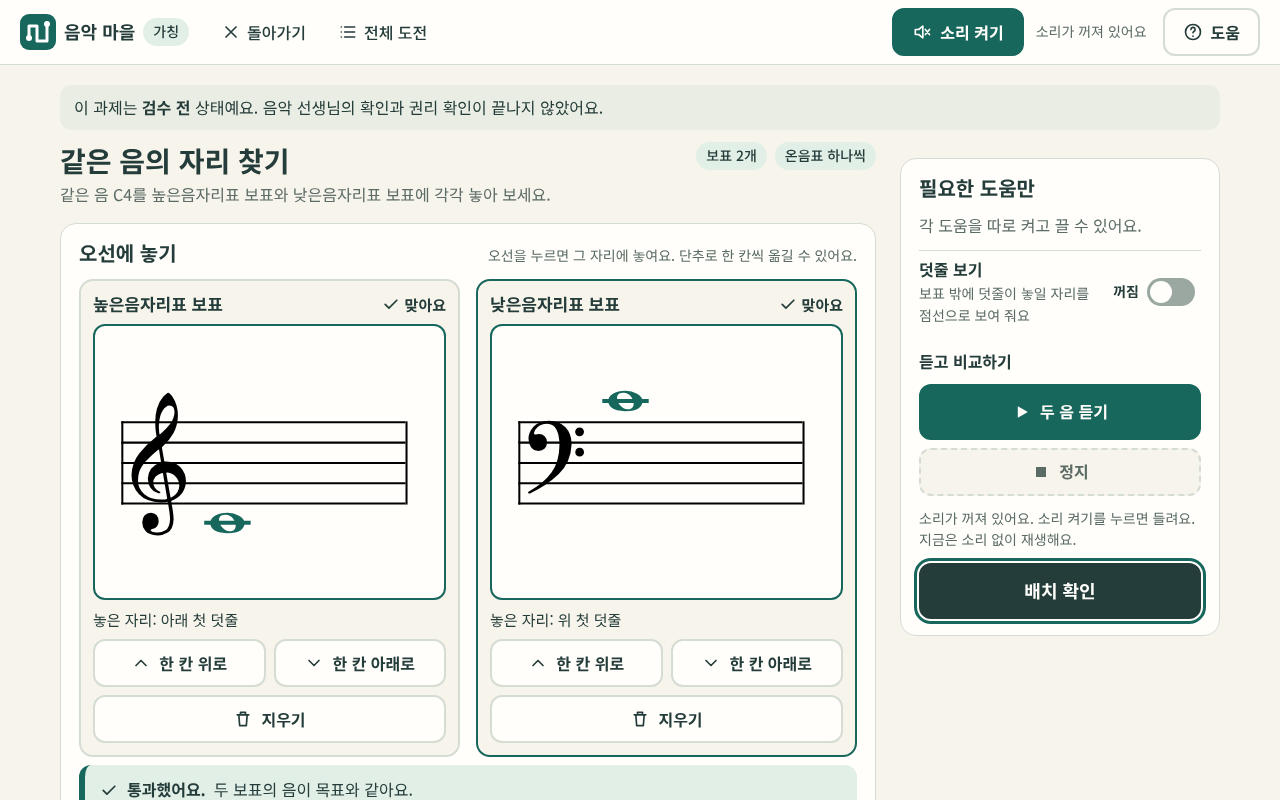 음악 마을 가칭 돌아가기 전체 도전 소리 켜기 소리가 꺼져 있어요 도움
이 과제는 검수 전 상태예요. 음악 선생님의 확인과 권리 확인이 끝나지 않았어요.
같은 음의 자리 찾기
보표 2개 온음표 하나씩
같은 음 C4를 높은음자리표 보표와 낮은음자리표 보표에 각각 놓아 보세요.
오선에 놓기
오선을 누르면 그 자리에 놓여요. 단추로 한 칸씩 옮길 수 있어요.
높은음자리표 보표 맞아요
놓은 자리: 아래 첫 덧줄
한 칸 위로 한 칸 아래로
지우기
낮은음자리표 보표 맞아요
놓은 자리: 위 첫 덧줄
한 칸 위로 한 칸 아래로
지우기
통과했어요. 두 보표의 음이 목표와 같아요.
필요한 도움만
각 도움을 따로 켜고 끌 수 있어요.
덧줄 보기
보표 밖에 덧줄이 놓일 자리를
점선으로 보여 줘요
꺼짐
듣고 비교하기
두 음 듣기
정지
소리가 꺼져 있어요. 소리 켜기를 누르면 들려요.
지금은 소리 없이 재생해요.
배치 확인